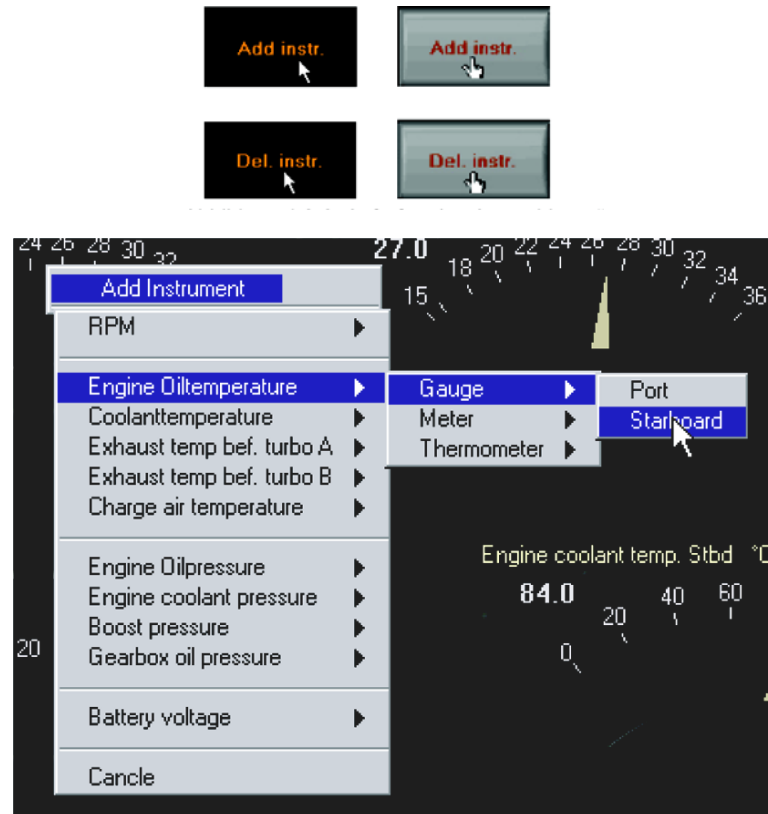 Add instr. Add instr.
Del. instr. Del. instr.
24 26 28 30 32 27.0 15 18 20 22 24 26 28 30 32 34 36
Add Instrument
RPM
Engine Oiltemperature Gauge Port
Coolanttemperature Meter Starboard
Exhaust temp bef. turbo A Thermometer
Exhaust temp bef. turbo B
Charge air temperature
Engine Oilpressure Engine coolant temp. Stbd °C
Engine coolant pressure 84.0 0 20 40 60
Boost pressure
20 Gearbox oil pressure
Battery voltage
Cancle